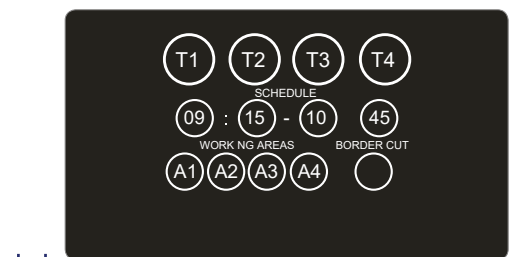 T1 T2 T3 T4
SCHEDULE
09 : 15 - 10 45
WORK NG AREAS BORDER CUT
A1 A2 A3 A4